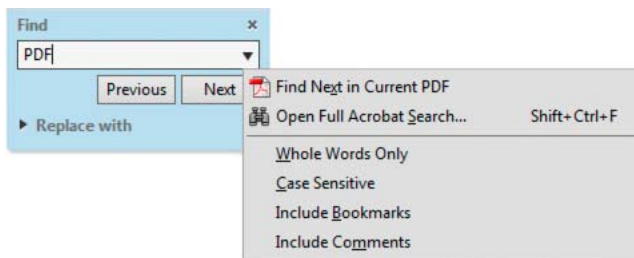 Find
PDF
Previous Next
Replace with
Find Next in Current PDF
Open Full Acrobat Search... Shift+Ctrl+F
Whole Words Only
Case Sensitive
Include Bookmarks
Include Comments